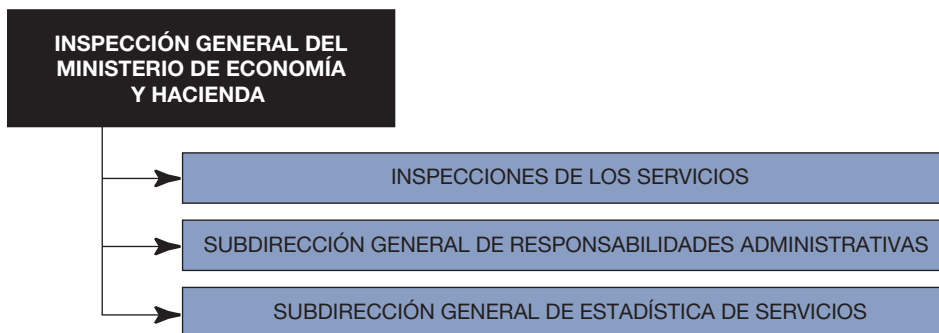 INSPECCIÓN GENERAL DEL
MINISTERIO DE ECONOMÍA
Y HACIENDA
INSPECCIONES DE LOS SERVICIOS
SUBDIRECCIÓN GENERAL DE RESPONSABILIDADES ADMINISTRATIVAS
SUBDIRECCIÓN GENERAL DE ESTADÍSTICA DE SERVICIOS